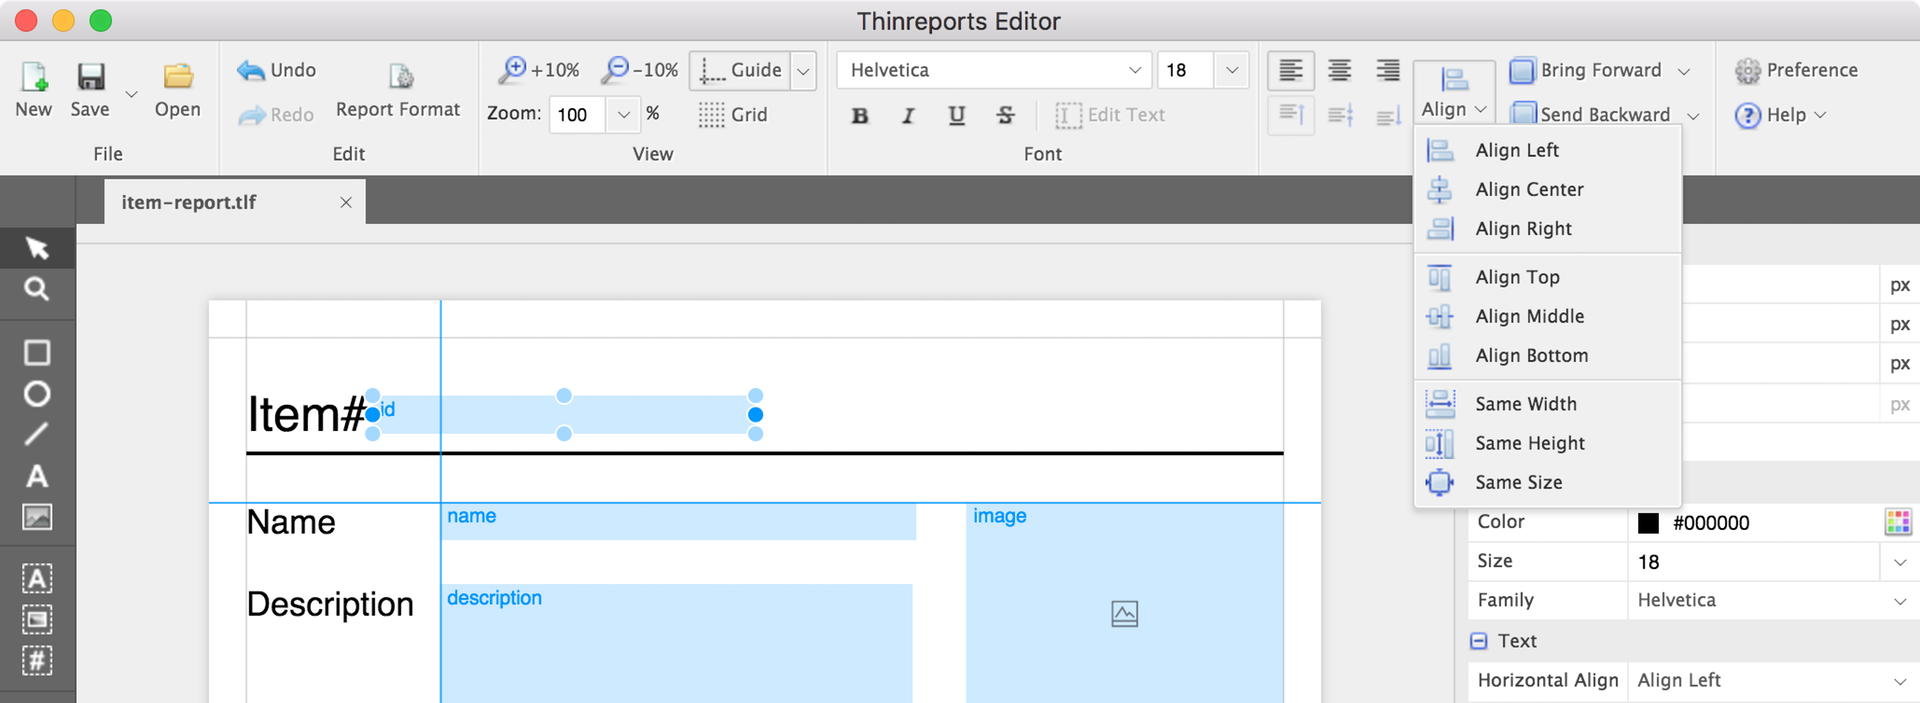 Thinreports Editor
New Save Open
File
Undo
Redo
Report Format
Edit
+10% -10% Guide
Zoom: 100 % Grid
View
Helvetica 18
B I U S Edit Text
Font
Align
Bring Forward
Send Backward
Preference
Help
Align Left
Align Center
Align Right
Align Top
Align Middle
Align Bottom
Same Width
Same Height
Same Size
item-report.tlf
A
A
#
Item# id
Name name
image
Description description
px
px
px
px
Color #000000
Size 18
Family Helvetica
Text
Horizontal Align Align Left